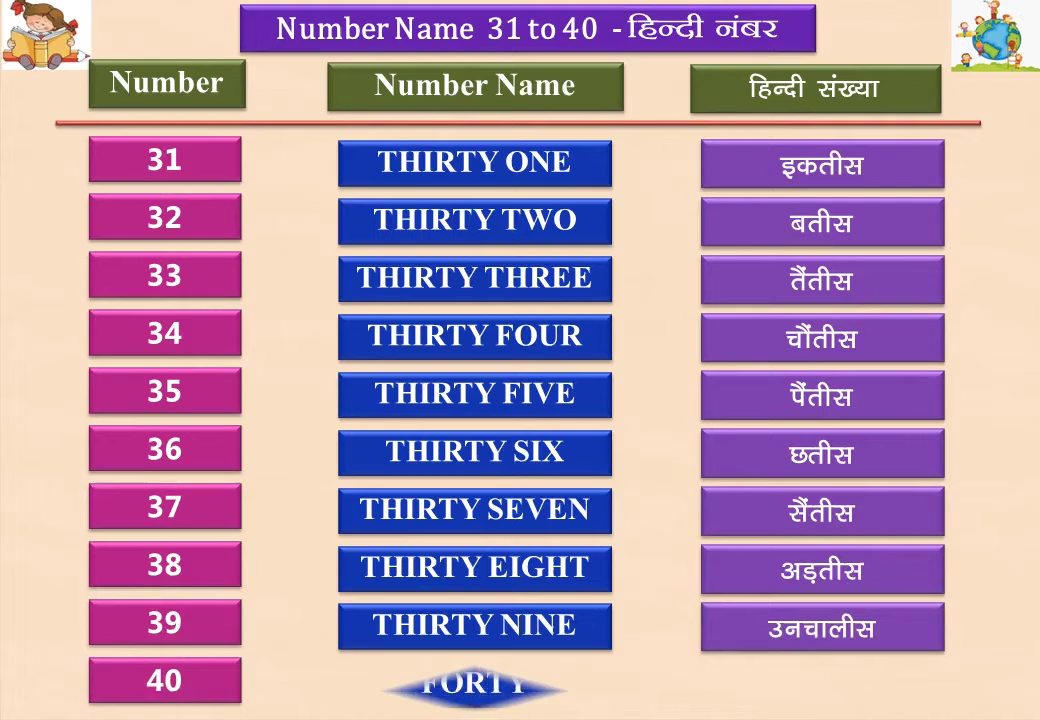 Number Name 31 to 40 - हिन्दी नंबर
Number Number Name हिन्दी संख्या
31 THIRTY ONE इकतीस
32 THIRTY TWO बतीस
33 THIRTY THREE तैंतीस
34 THIRTY FOUR चौंतीस
35 THIRTY FIVE पैंतीस
36 THIRTY SIX छतीस
37 THIRTY SEVEN सैंतीस
38 THIRTY EIGHT अड़तीस
39 THIRTY NINE उनचालीस
40 FORTY